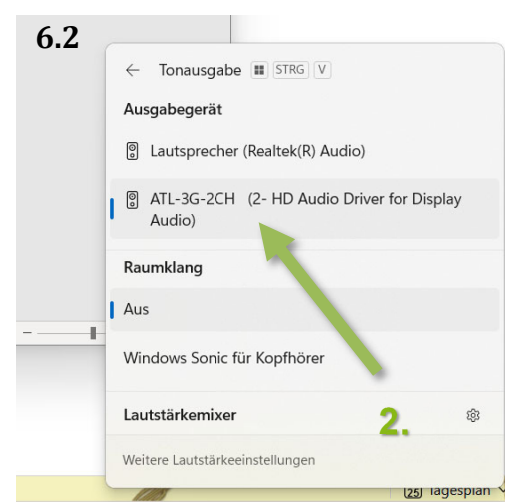 6.2
← Tonausgabe STRG V
Ausgabegerät
Lautsprecher (Realtek(R) Audio)
ATL-3G-2CH (2- HD Audio Driver for Display
Audio)
Raumklang
Aus
Windows Sonic für Kopfhörer
Lautstärkemixer
2.
Weitere Lautstärkeeinstellungen
25 Tagesplan